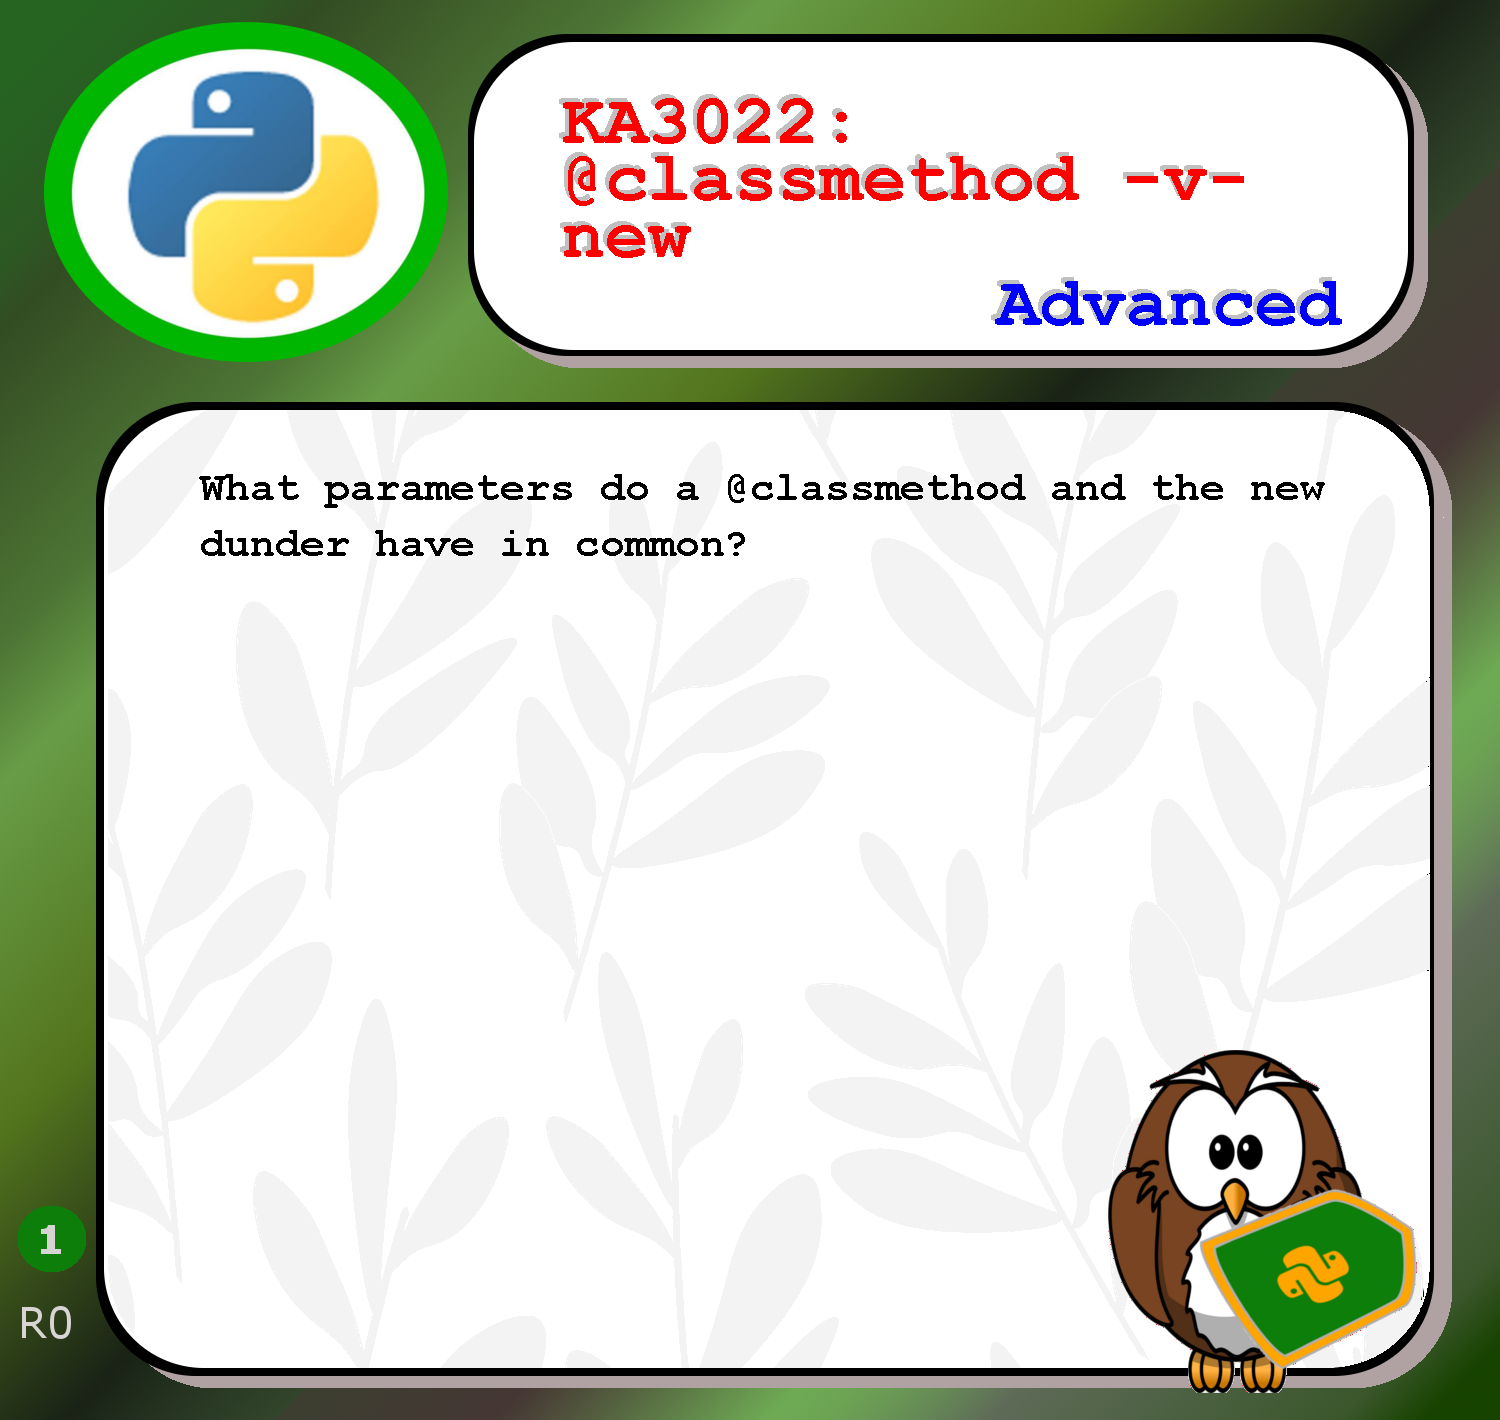 KA3022:
@classmethod -v-
new
Advanced
What parameters do a @classmethod and the new
dunder have in common?
1
R0